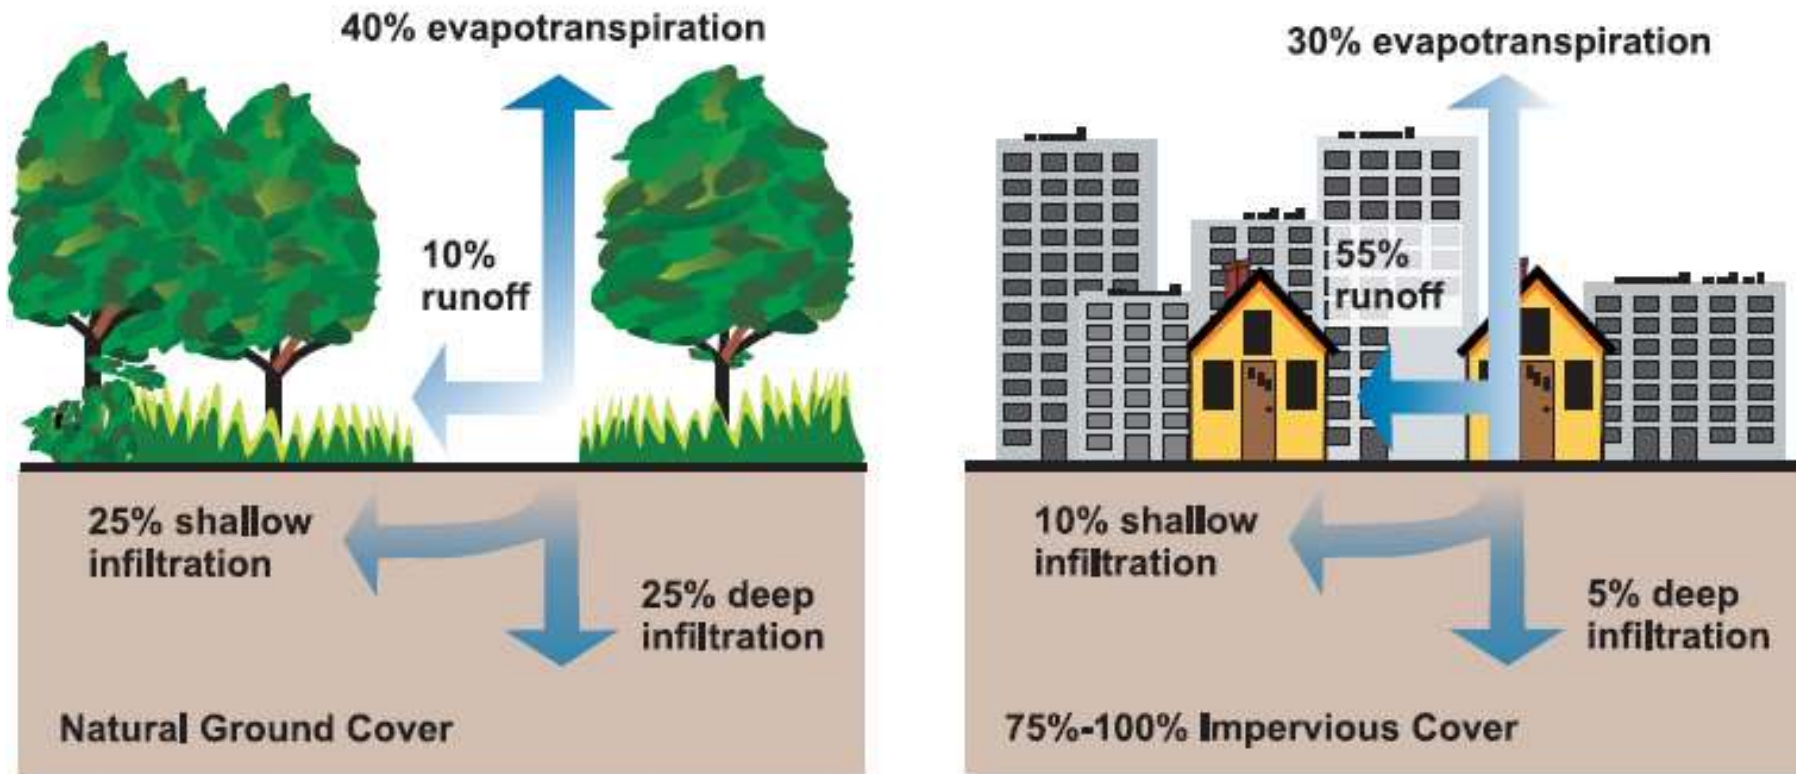 40% evapotranspiration
10%
runoff
25% shallow
infiltration
25% deep
infiltration
Natural Ground Cover
30% evapotranspiration
55%
runoff
10% shallow
infiltration
5% deep
infiltration
75%-100% Impervious Cover